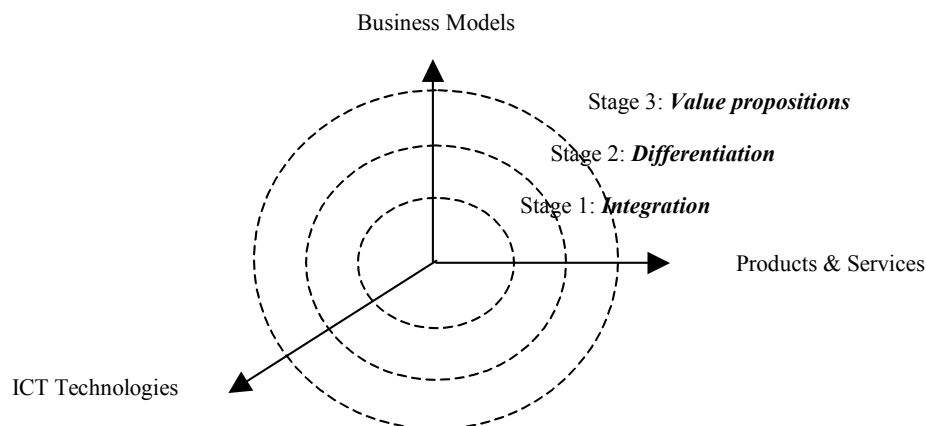 Business Models
Stage 3: Value propositions
Stage 2: Differentiation
Stage 1: Integration
Products & Services
ICT Technologies